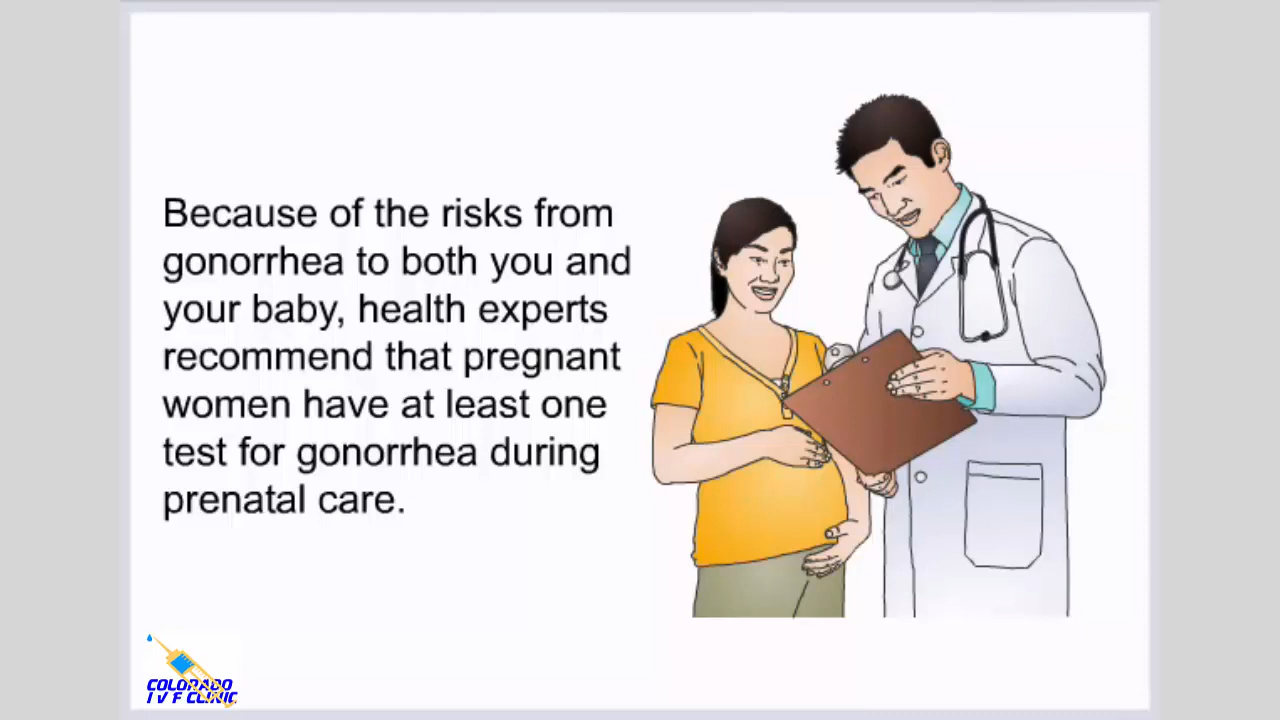 Because of the risks from
gonorrhea to both you and
your baby, health experts
recommend that pregnant
women have at least one
test for gonorrhea during
prenatal care.
COLORADO
IVF CLINIC